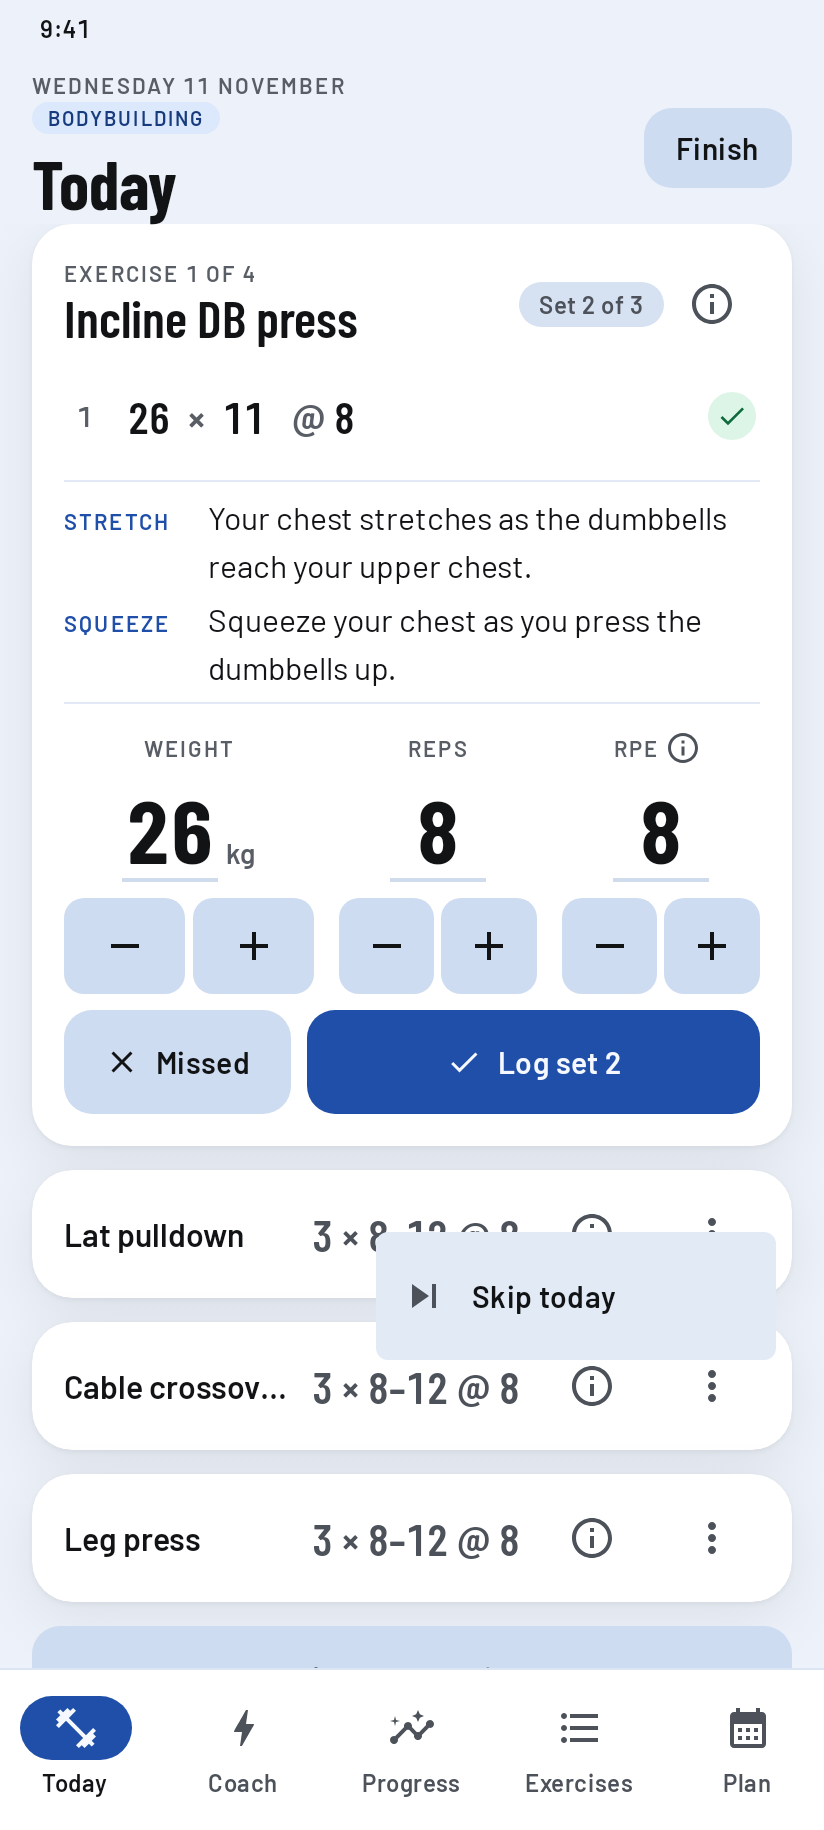 9:41
WEDNESDAY 11 NOVEMBER
BODYBUILDING
Today
Finish
EXERCISE 1 OF 4
Incline DB press
Set 2 of 3
1 26 × 11 @ 8
STRETCH Your chest stretches as the dumbbells
reach your upper chest.
SQUEEZE Squeeze your chest as you press the
dumbbells up.
WEIGHT REPS RPE
26 kg 8 8
Missed Log set 2
Lat pulldown 3 × 8–12 @ 8
Skip today
Cable crossov... 3 × 8–12 @ 8
Leg press 3 × 8–12 @ 8
Today Coach Progress Exercises Plan